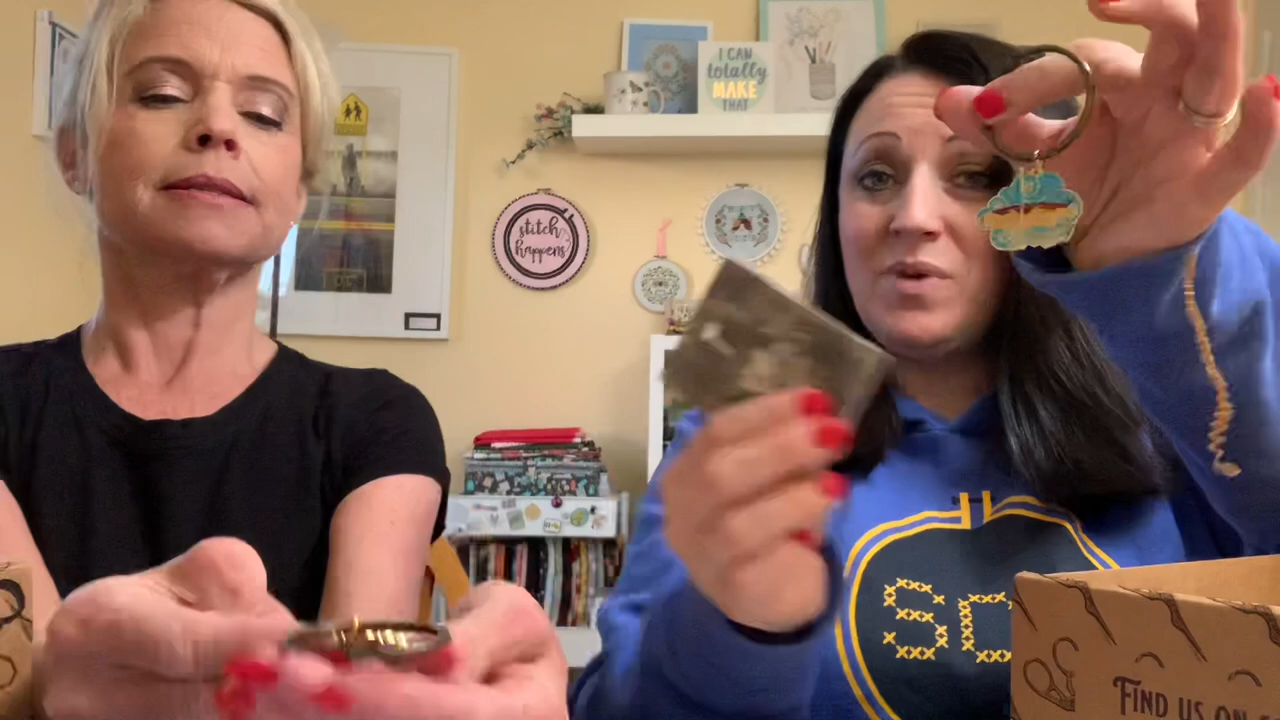 I CAN
totally
MAKE
THAT
stitch
happens
SC
FIND US ON